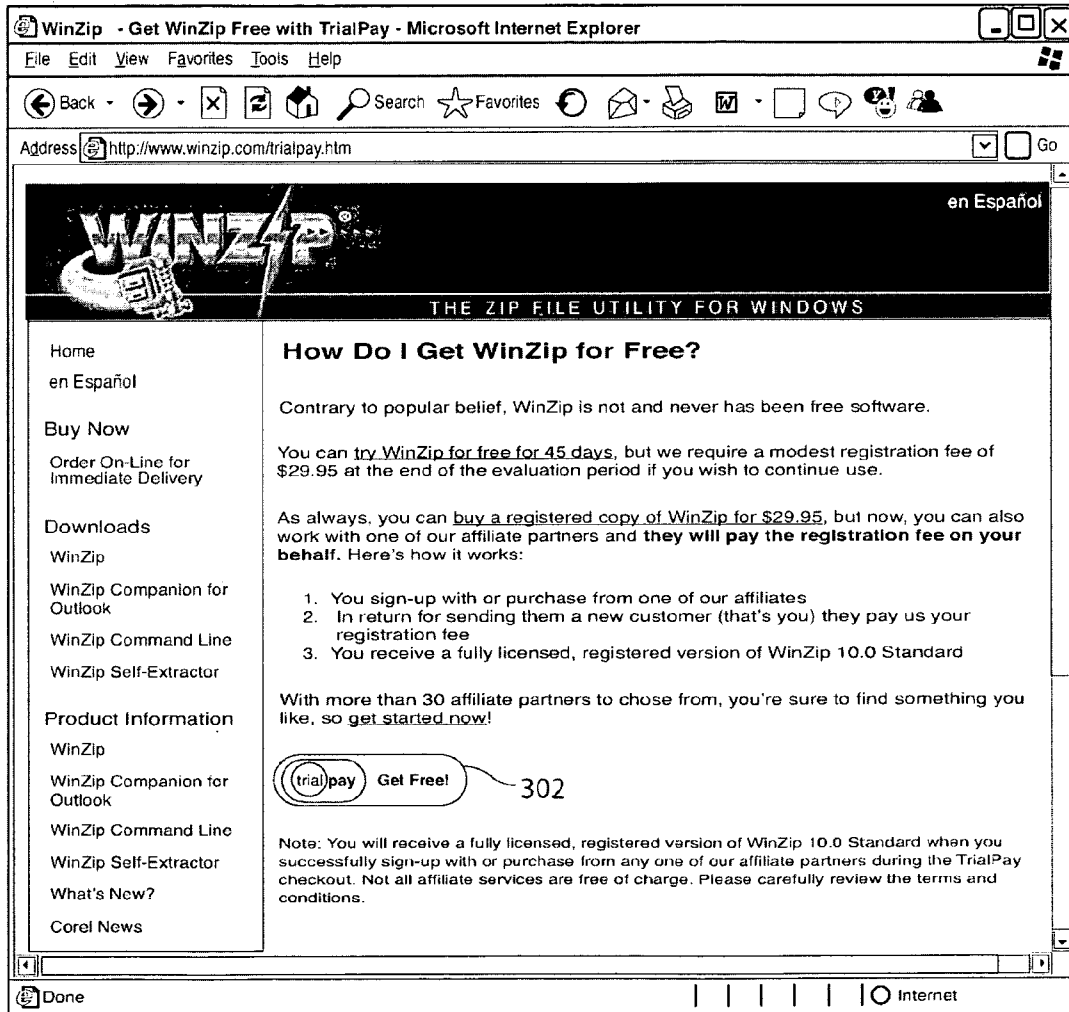 WinZip - Get WinZip Free with TrialPay - Microsoft Internet Explorer
File Edit View Favorites Tools Help
Back Search Favorites W Y!
Address http://www.winzip.com/trialpay.htm Go
WINZIP®
en Español
THE ZIP FILE UTILITY FOR WINDOWS
Home
en Español
Buy Now
Order On-Line for
Immediate Delivery
Downloads
WinZip
WinZip Companion for
Outlook
WinZip Command Line
WinZip Self-Extractor
Product Information
WinZip
WinZip Companion for
Outlook
WinZip Command Line
WinZip Self-Extractor
What's New?
Corel News
How Do I Get WinZip for Free?
Contrary to popular belief, WinZip is not and never has been free software.
You can try WinZip for free for 45 days, but we require a modest registration fee of
$29.95 at the end of the evaluation period if you wish to continue use.
As always, you can buy a registered copy of WinZip for $29.95, but now, you can also
work with one of our affiliate partners and they will pay the registration fee on your
behalf. Here's how it works:
1. You sign-up with or purchase from one of our affiliates
2. In return for sending them a new customer (that's you) they pay us your
registration fee
3. You receive a fully licensed, registered version of WinZip 10.0 Standard
With more than 30 affiliate partners to chose from, you're sure to find something you
like, so get started now!
trialpay Get Free!
302
Note: You will receive a fully licensed, registered version of WinZip 10.0 Standard when you
successfully sign-up with or purchase from any one of our affiliate partners during the TrialPay
checkout. Not all affiliate services are free of charge. Please carefully review the terms and
conditions.
Done Internet